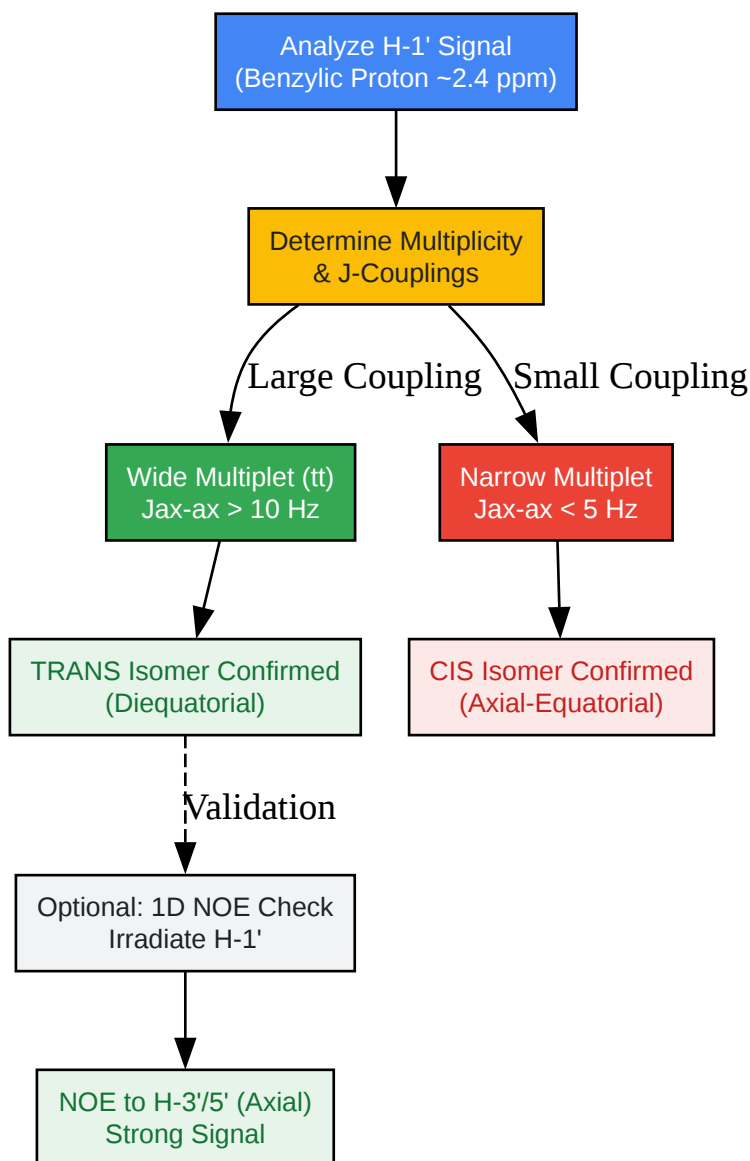 Analyze H-1' Signal
(Benzylic Proton ~2.4 ppm)
Determine Multiplicity
& J-Couplings
Large Coupling
Small Coupling
Wide Multiplet (tt)
Jax-ax > 10 Hz
Narrow Multiplet
Jax-ax < 5 Hz
TRANS Isomer Confirmed
(Diequatorial)
CIS Isomer Confirmed
(Axial-Equatorial)
Validation
Optional: 1D NOE Check
Irradiate H-1'
NOE to H-3'/5' (Axial)
Strong Signal